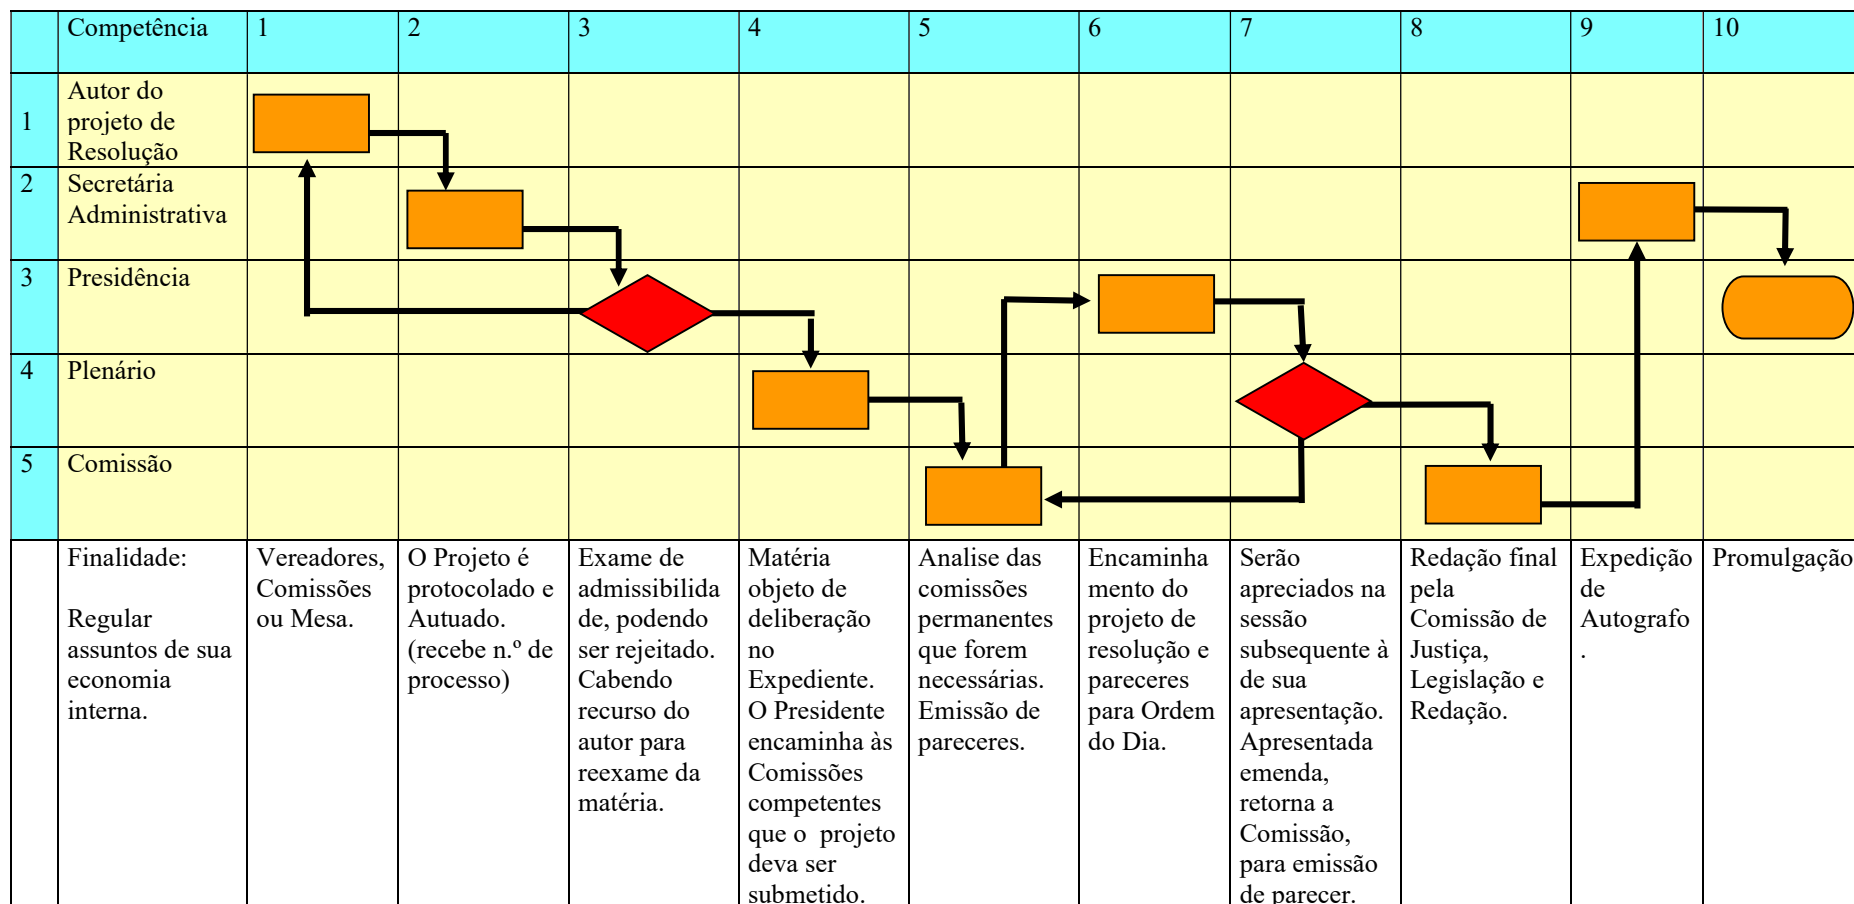 Competência 1 2 3 4 5 6 7 8 9 10
1
Autor do
projeto de
Resolução
2
Secretária
Administrativa
3
Presidência
4
Plenário
5
Comissão
Finalidade:
Regular
assuntos de sua
economia
interna.
Vereadores,
Comissões
ou Mesa.
O Projeto é
protocolado e
Autuado.
(recebe n.º de
processo)
Exame de
admissibilida
de, podendo
ser rejeitado.
Cabendo
recurso do
autor para
reexame da
matéria.
Matéria
objeto de
deliberação
no
Expediente.
O Presidente
encaminha às
Comissões
competentes
que o projeto
deva ser
submetido.
Analise das
comissões
permanentes
que forem
necessárias.
Emissão de
pareceres.
Encaminha
mento do
projeto de
resolução e
pareceres
para Ordem
do Dia.
Serão
apreciados na
sessão
subsequente à
de sua
apresentação.
Apresentada
emenda,
retorna a
Comissão,
para emissão
de parecer.
Redação final
pela
Comissão de
Justiça,
Legislação e
Redação.
Expedição
de
Autografo
.
Promulgação